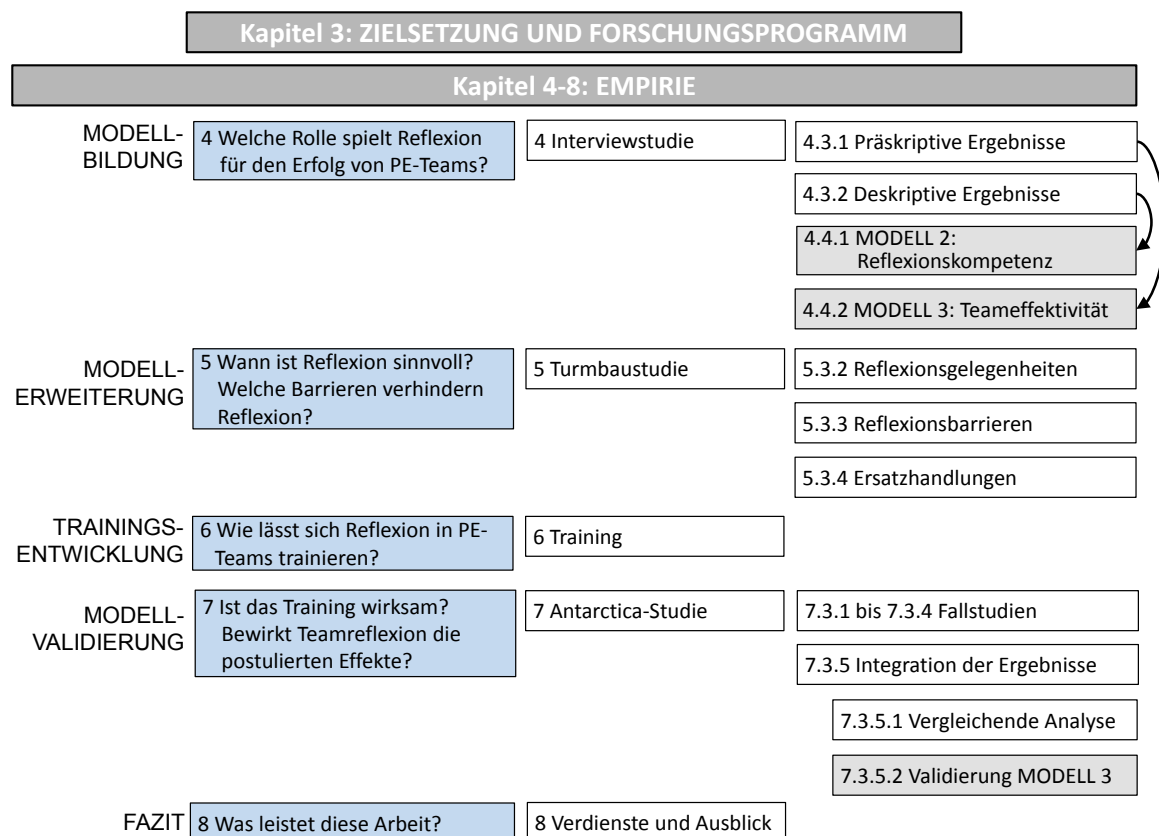 Kapitel 3: ZIELSETZUNG UND FORSCHUNGSPROGRAMM
Kapitel 4-8: EMPIRIE
MODELL-
BILDUNG
4 Welche Rolle spielt Reflexion
für den Erfolg von PE-Teams?
4 Interviewstudie
4.3.1 Präskriptive Ergebnisse
4.3.2 Deskriptive Ergebnisse
4.4.1 MODELL 2:
Reflexionskompetenz
4.4.2 MODELL 3: Teameffektivität
MODELL-
ERWEITERUNG
5 Wann ist Reflexion sinnvoll?
Welche Barrieren verhindern
Reflexion?
5 Turmbaustudie
5.3.2 Reflexionsgelegenheiten
5.3.3 Reflexionsbarrieren
5.3.4 Ersatzhandlungen
TRAININGS-
ENTWICKLUNG
6 Wie lässt sich Reflexion in PE-
Teams trainieren?
6 Training
MODELL-
VALIDIERUNG
7 Ist das Training wirksam?
Bewirkt Teamreflexion die
postulierten Effekte?
7 Antarctica-Studie
7.3.1 bis 7.3.4 Fallstudien
7.3.5 Integration der Ergebnisse
7.3.5.1 Vergleichende Analyse
7.3.5.2 Validierung MODELL 3
FAZIT
8 Was leistet diese Arbeit?
8 Verdienste und Ausblick